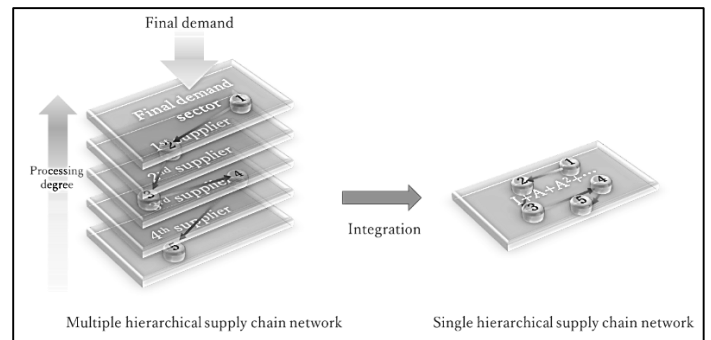 Final demand
Final demand
sector
1
1st supplier
2
2nd supplier
4
3
3rd supplier
4th supplier
5
Processing
degree
Integration
1
2
I+A+A²+...
4
3
5
Multiple hierarchical supply chain network
Single hierarchical supply chain network